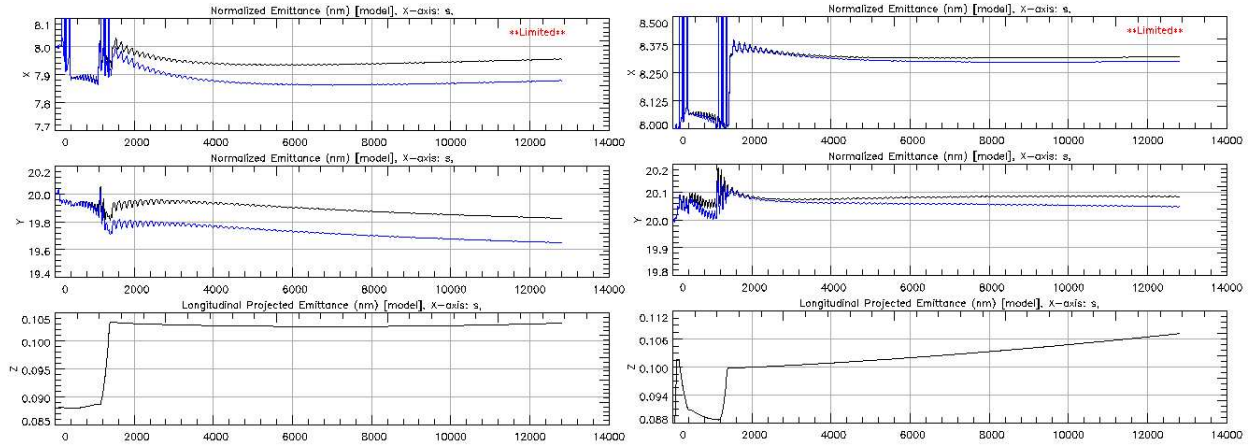 Normalized Emittance (nm) [model], X-axis: s,
8.1
8.0
7.9
7.8
7.7
X
**Limited**
0 2000 4000 6000 8000 10000 12000 14000
Normalized Emittance (nm) [model], X-axis: s,
20.2
20.0
19.8
19.6
19.4
Y
0 2000 4000 6000 8000 10000 12000 14000
Longitudinal Projected Emittance (nm) [model], X-axis: s,
0.105
0.100
0.095
0.090
0.085
Z
0 2000 4000 6000 8000 10000 12000 14000
Normalized Emittance (nm) [model], X-axis: s,
8.500
8.375
8.250
8.125
8.000
X
**Limited**
0 2000 4000 6000 8000 10000 12000 14000
Normalized Emittance (nm) [model], X-axis: s,
20.2
20.1
20.0
19.9
19.8
Y
0 2000 4000 6000 8000 10000 12000 14000
Longitudinal Projected Emittance (nm) [model], X-axis: s,
0.112
0.106
0.100
0.094
0.088
Z
0 2000 4000 6000 8000 10000 12000 14000